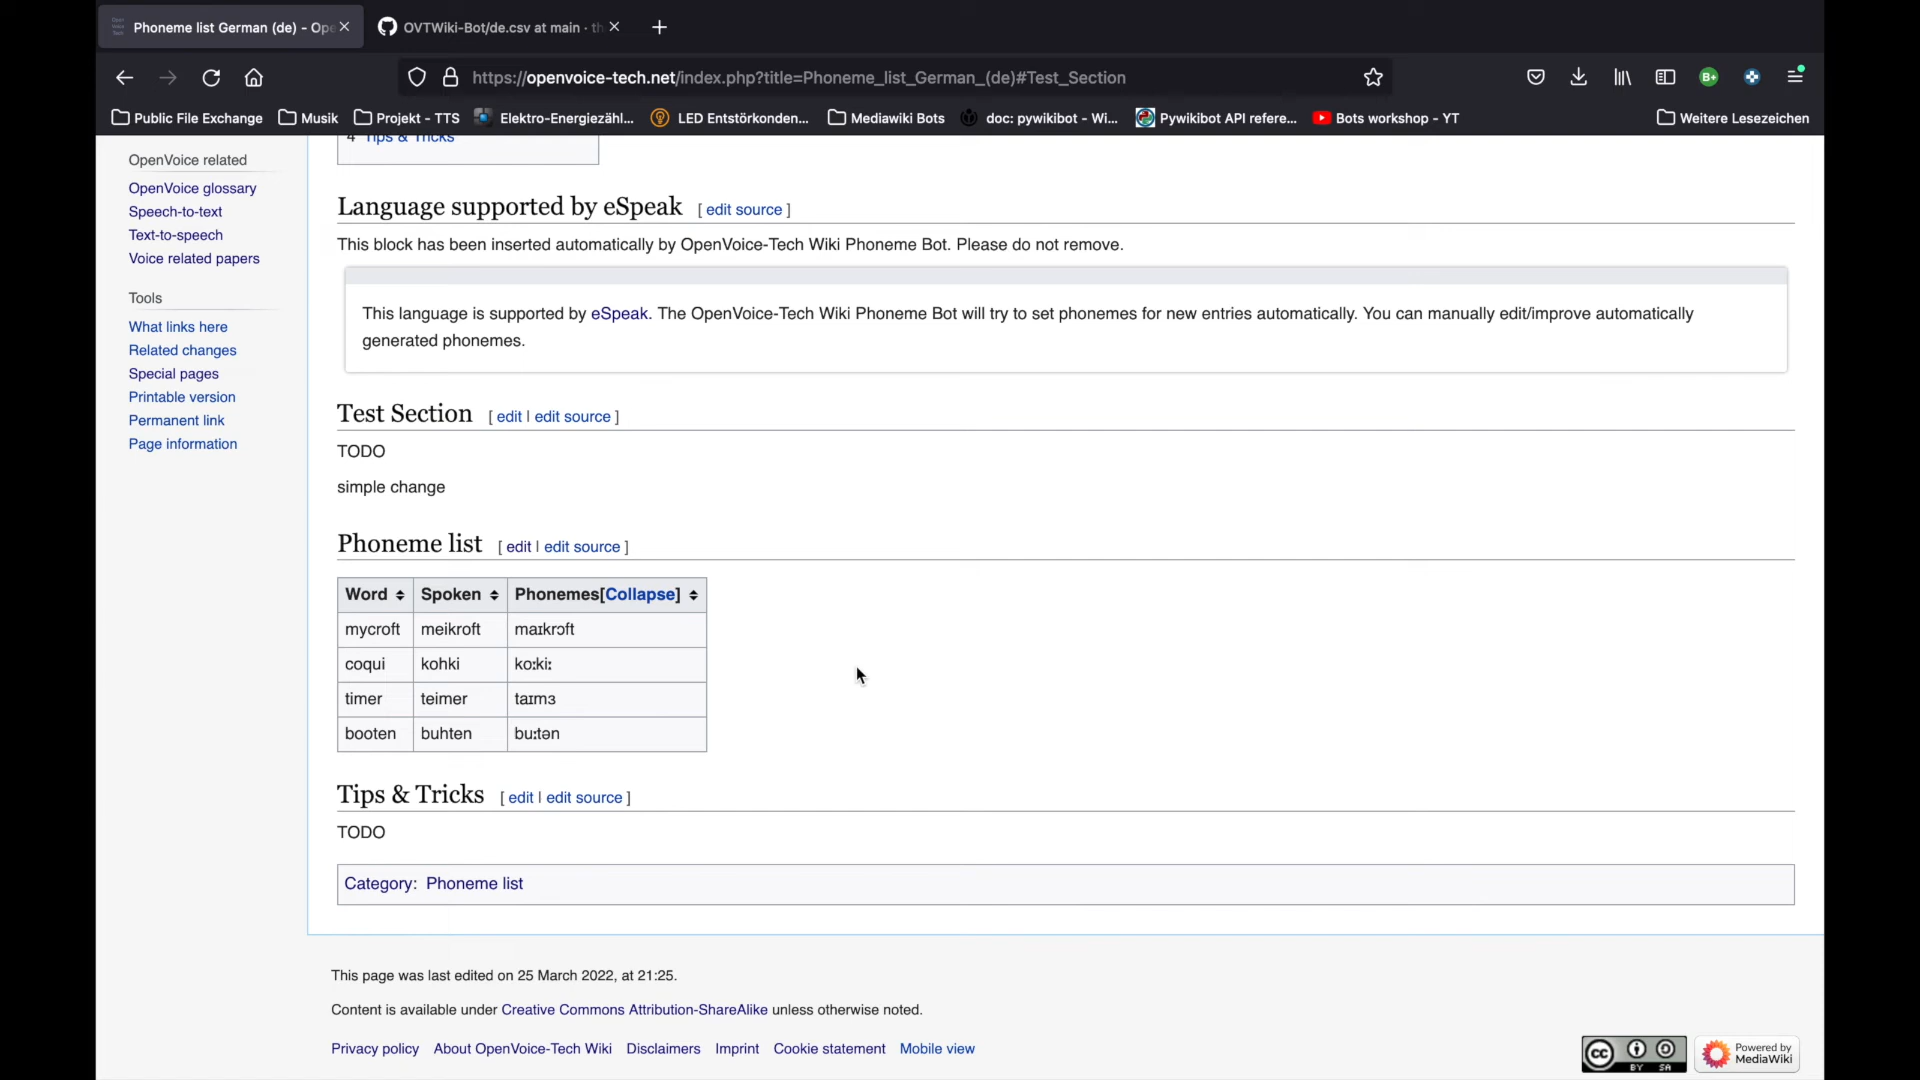 Phoneme list German (de) - Ope
OVTWiki-Bot/de.csv at main · th
https://openvoice-tech.net/index.php?title=Phoneme_list_German_(de)#Test_Section
Public File Exchange
Musik
Projekt - TTS
Elektro-Energiezähl...
LED Entstörkonden...
Mediawiki Bots
doc: pywikibot - Wi...
Pywikibot API refere...
Bots workshop - YT
Weitere Lesezeichen
OpenVoice related
OpenVoice glossary
Speech-to-text
Text-to-speech
Voice related papers
Tools
What links here
Related changes
Special pages
Printable version
Permanent link
Page information
4 Tips & Tricks
Language supported by eSpeak [ edit source ]
This block has been inserted automatically by OpenVoice-Tech Wiki Phoneme Bot. Please do not remove.
This language is supported by eSpeak. The OpenVoice-Tech Wiki Phoneme Bot will try to set phonemes for new entries automatically. You can manually edit/improve automatically
generated phonemes.
Test Section [ edit | edit source ]
TODO
simple change
Phoneme list [ edit | edit source ]
Word Spoken Phonemes[Collapse]
mycroft meikroft maɪkrɔft
coqui kohki koːkiː
timer teimer taɪmɜ
booten buhten buːtən
Tips & Tricks [ edit | edit source ]
TODO
Category: Phoneme list
This page was last edited on 25 March 2022, at 21:25.
Content is available under Creative Commons Attribution-ShareAlike unless otherwise noted.
Privacy policy About OpenVoice-Tech Wiki Disclaimers Imprint Cookie statement Mobile view
cc BY SA
Powered by
MediaWiki